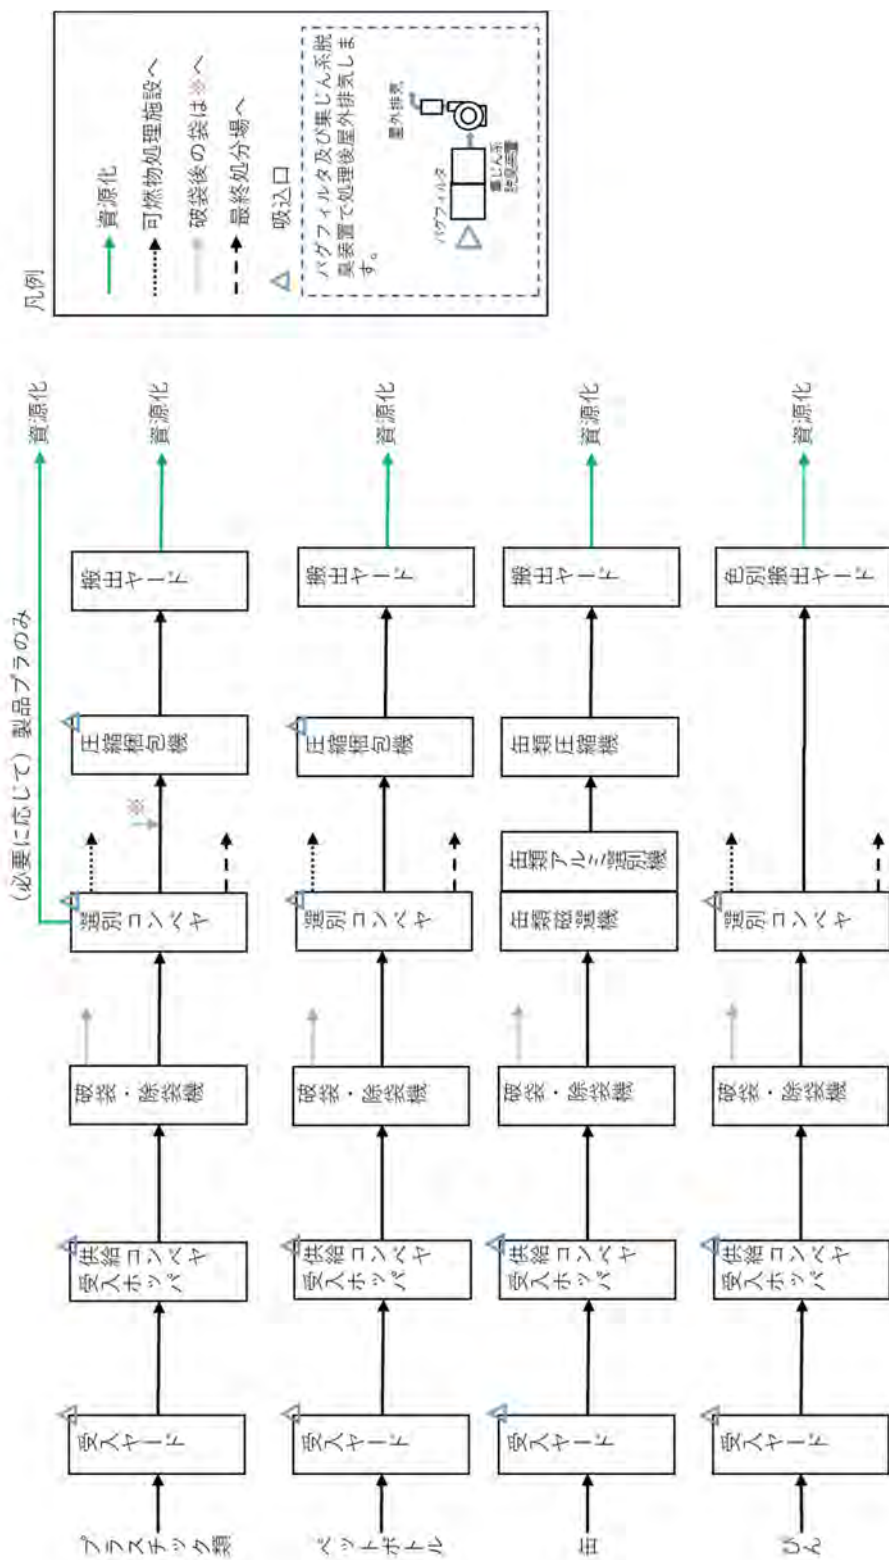 (必要に応じて)製品プラのみ
資源化
プラスチック類
受入ヤード
供給コンベヤ
受入ホッパ
破袋・除袋機
選別コンベヤ
※
圧縮梱包機
搬出ヤード
資源化
ペットボトル
受入ヤード
供給コンベヤ
受入ホッパ
破袋・除袋機
選別コンベヤ
圧縮梱包機
搬出ヤード
資源化
缶
受入ヤード
供給コンベヤ
受入ホッパ
破袋・除袋機
缶類磁選機
缶類アルミ選別機
缶類圧縮機
搬出ヤード
資源化
びん
受入ヤード
供給コンベヤ
受入ホッパ
破袋・除袋機
選別コンベヤ
色別
搬出ヤード
資源化
凡例
資源化
可燃物処理施設へ
破袋後の袋は※へ
最終処分場へ
吸込口
バグフィルタ及び集じん系脱
臭装置で処理後屋外排気しま
す。
屋外排気
バグフィルタ
集じん系
脱臭装置